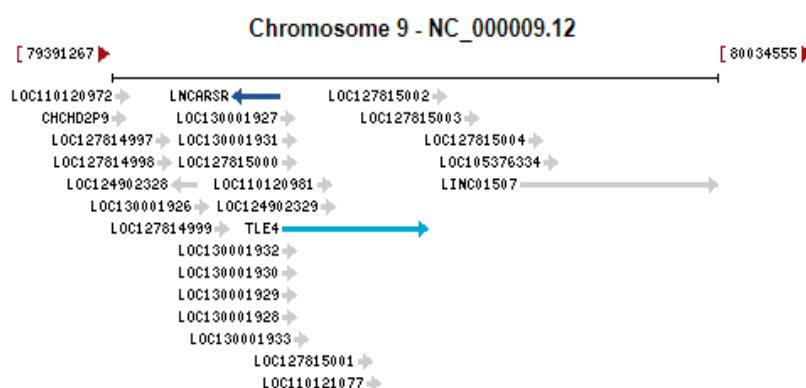 Chromosome 9 - NC_000009.12
[ 79391267 [ 80034555
LOC110120972 LNCARSR LOC127815002
CHCHD2P9 LOC130001927 LOC127815003
LOC127814997 LOC130001931 LOC127815004
LOC127814998 LOC127815000 LOC105376334
LOC124902328 LOC110120981 LINC01507
LOC130001926 LOC124902329
LOC127814999 TLE4
LOC130001932
LOC130001930
LOC130001929
LOC130001928
LOC130001933
LOC127815001
LOC110121077